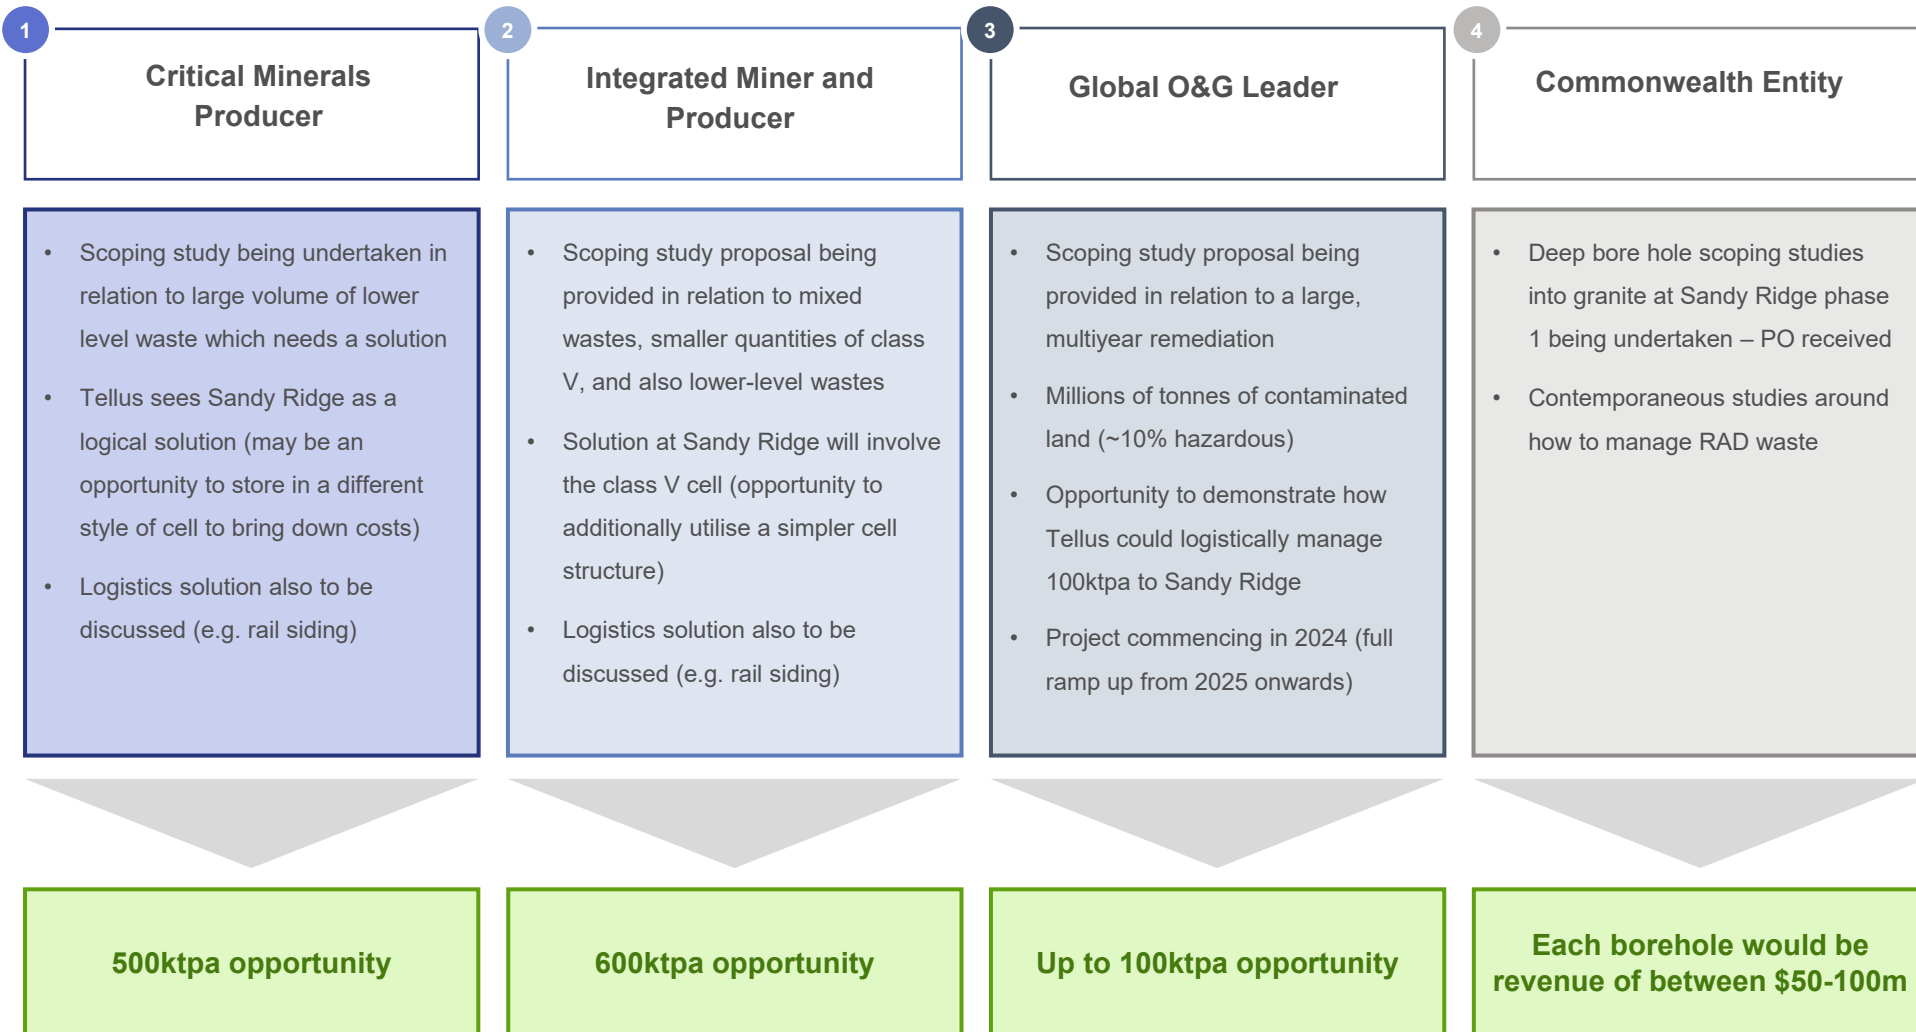 1
Critical Minerals
Producer
• Scoping study being undertaken in
relation to large volume of lower
level waste which needs a solution
• Tellus sees Sandy Ridge as a
logical solution (may be an
opportunity to store in a different
style of cell to bring down costs)
• Logistics solution also to be
discussed (e.g. rail siding)
500ktpa opportunity
2
Integrated Miner and
Producer
• Scoping study proposal being
provided in relation to mixed
wastes, smaller quantities of class
V, and also lower-level wastes
• Solution at Sandy Ridge will involve
the class V cell (opportunity to
additionally utilise a simpler cell
structure)
• Logistics solution also to be
discussed (e.g. rail siding)
600ktpa opportunity
3
Global O&G Leader
• Scoping study proposal being
provided in relation to a large,
multiyear remediation
• Millions of tonnes of contaminated
land (~10% hazardous)
• Opportunity to demonstrate how
Tellus could logistically manage
100ktpa to Sandy Ridge
• Project commencing in 2024 (full
ramp up from 2025 onwards)
Up to 100ktpa opportunity
4
Commonwealth Entity
• Deep bore hole scoping studies
into granite at Sandy Ridge phase
1 being undertaken – PO received
• Contemporaneous studies around
how to manage RAD waste
Each borehole would be
revenue of between $50-100m